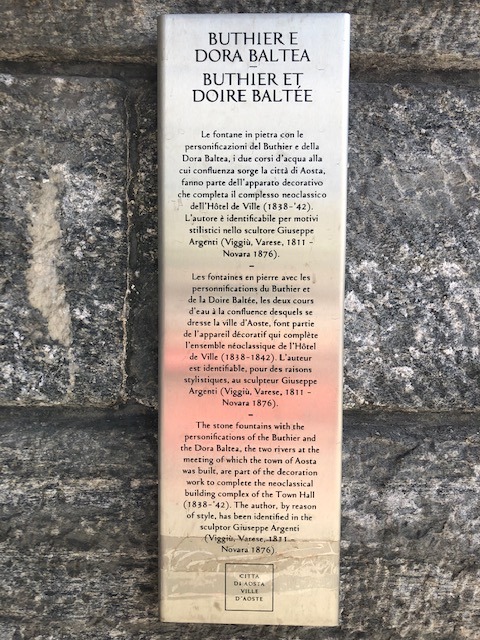 BUTHIER E
DORA BALTEA
–
BUTHIER ET
DOIRE BALTÉE
Le fontane in pietra con le
personificazioni del Buthier e della
Dora Baltea, i due corsi d'acqua alla
cui confluenza sorge la città di Aosta,
fanno parte dell'apparato decorativo
che completa il complesso neoclassico
dell'Hôtel de Ville (1838-'42).
L'autore è identificabile per motivi
stilistici nello scultore Giuseppe
Argenti (Viggiù, Varese, 1811 –
Novara 1876).
–
Les fontaines en pierre avec les
personnifications du Buthier et
de la Doire Baltée, les deux cours
d'eau à la confluence desquels se
dresse la ville d'Aoste, font partie
de l'appareil décoratif qui complète
l'ensemble néoclassique de l'Hôtel
de Ville (1838-1842). L'auteur
est identifiable, pour des raisons
stylistiques, au sculpteur Giuseppe
Argenti (Viggiù, Varese, 1811 –
Novara 1876).
–
The stone fountains with the
personifications of the Buthier and
the Dora Baltea, the two rivers at the
meeting of which the town of Aosta
was built, are part of the decoration
work to complete the neoclassical
building complex of the Town Hall
(1838-'42). The author, by reason
of style, has been identified in the
sculptor Giuseppe Argenti
(Viggiù, Varese, 1811 –
Novara 1876).
CITTÀ
DI AOSTA
VILLE
D'AOSTE